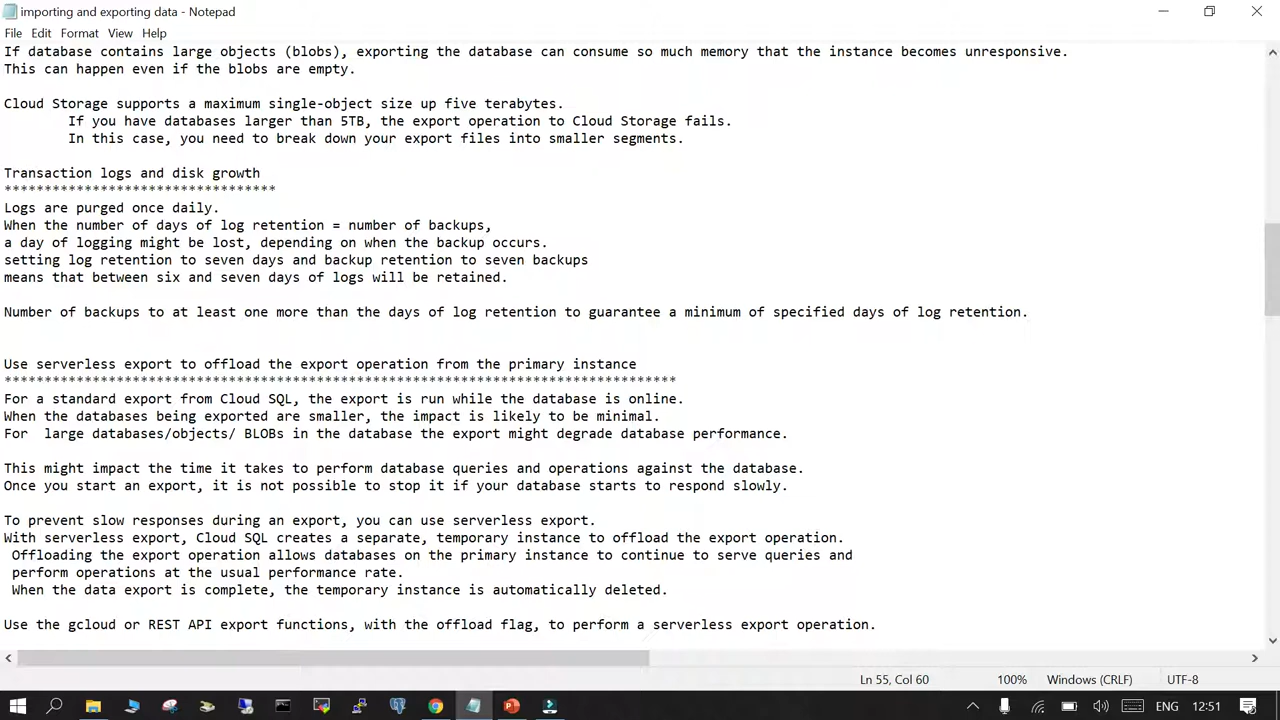 importing and exporting data - Notepad
File Edit Format View Help
If database contains large objects (blobs), exporting the database can consume so much memory that the instance becomes unresponsive.
This can happen even if the blobs are empty.
Cloud Storage supports a maximum single-object size up five terabytes.
If you have databases larger than 5TB, the export operation to Cloud Storage fails.
In this case, you need to break down your export files into smaller segments.
Transaction logs and disk growth
**********************************
Logs are purged once daily.
When the number of days of log retention = number of backups,
a day of logging might be lost, depending on when the backup occurs.
setting log retention to seven days and backup retention to seven backups
means that between six and seven days of logs will be retained.
Number of backups to at least one more than the days of log retention to guarantee a minimum of specified days of log retention.
Use serverless export to offload the export operation from the primary instance
************************************************************************************
For a standard export from Cloud SQL, the export is run while the database is online.
When the databases being exported are smaller, the impact is likely to be minimal.
For  large databases/objects/ BLOBs in the database the export might degrade database performance.
This might impact the time it takes to perform database queries and operations against the database.
Once you start an export, it is not possible to stop it if your database starts to respond slowly.
To prevent slow responses during an export, you can use serverless export.
With serverless export, Cloud SQL creates a separate, temporary instance to offload the export operation.
Offloading the export operation allows databases on the primary instance to continue to serve queries and
perform operations at the usual performance rate.
When the data export is complete, the temporary instance is automatically deleted.
Use the gcloud or REST API export functions, with the offload flag, to perform a serverless export operation.
Ln 55, Col 60 100% Windows (CRLF) UTF-8
ENG 12:51